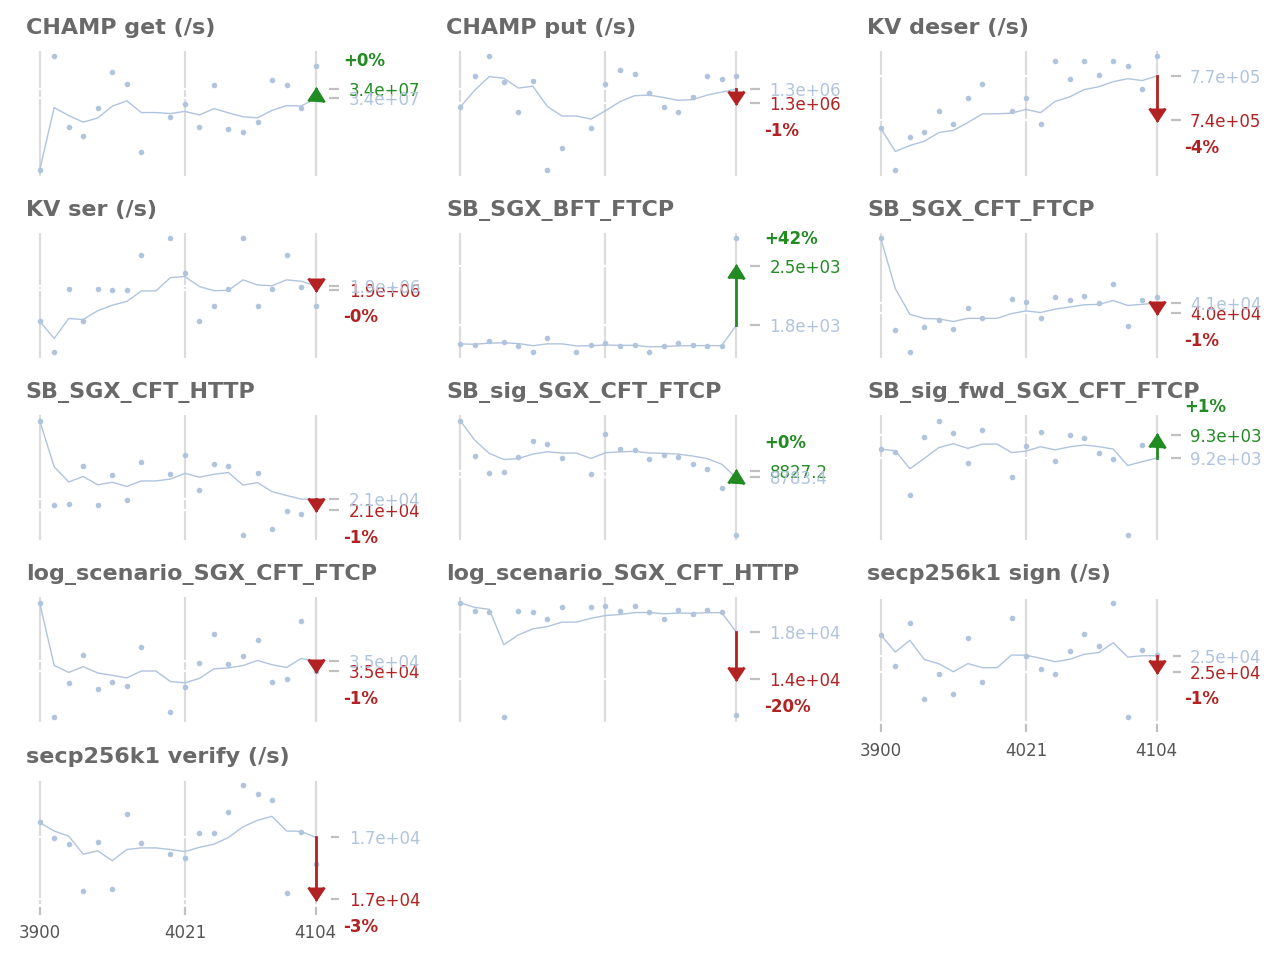 CHAMP get (/s)
+0%
3.4e+07
3.4e+07
CHAMP put (/s)
1.3e+06
1.3e+06
-1%
KV deser (/s)
7.7e+05
7.4e+05
-4%
KV ser (/s)
1.9e+06
1.9e+06
-0%
SB_SGX_BFT_FTCP
+42%
2.5e+03
1.8e+03
SB_SGX_CFT_FTCP
4.1e+04
4.0e+04
-1%
SB_SGX_CFT_HTTP
2.1e+04
2.1e+04
-1%
SB_sig_SGX_CFT_FTCP
+0%
8827.2
8783.4
SB_sig_fwd_SGX_CFT_FTCP
+1%
9.3e+03
9.2e+03
log_scenario_SGX_CFT_FTCP
3.5e+04
3.5e+04
-1%
log_scenario_SGX_CFT_HTTP
1.8e+04
1.4e+04
-20%
secp256k1 sign (/s)
2.5e+04
2.5e+04
-1%
3900 4021 4104
secp256k1 verify (/s)
1.7e+04
1.7e+04
-3%
3900 4021 4104